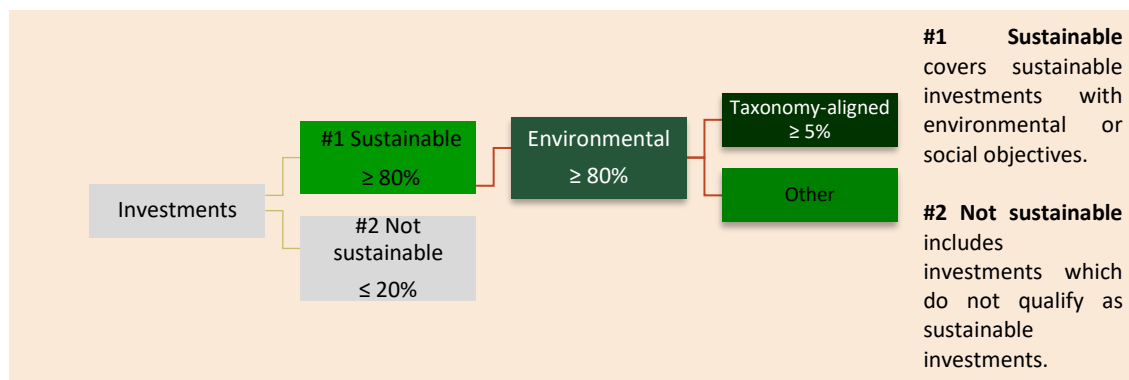 Investments
#1 Sustainable
≥ 80%
#2 Not
sustainable
≤ 20%
Environmental
≥ 80%
Taxonomy-aligned
≥ 5%
Other
#1 Sustainable
covers sustainable
investments with
environmental or
social objectives.
#2 Not sustainable
includes
investments which
do not qualify as
sustainable
investments.